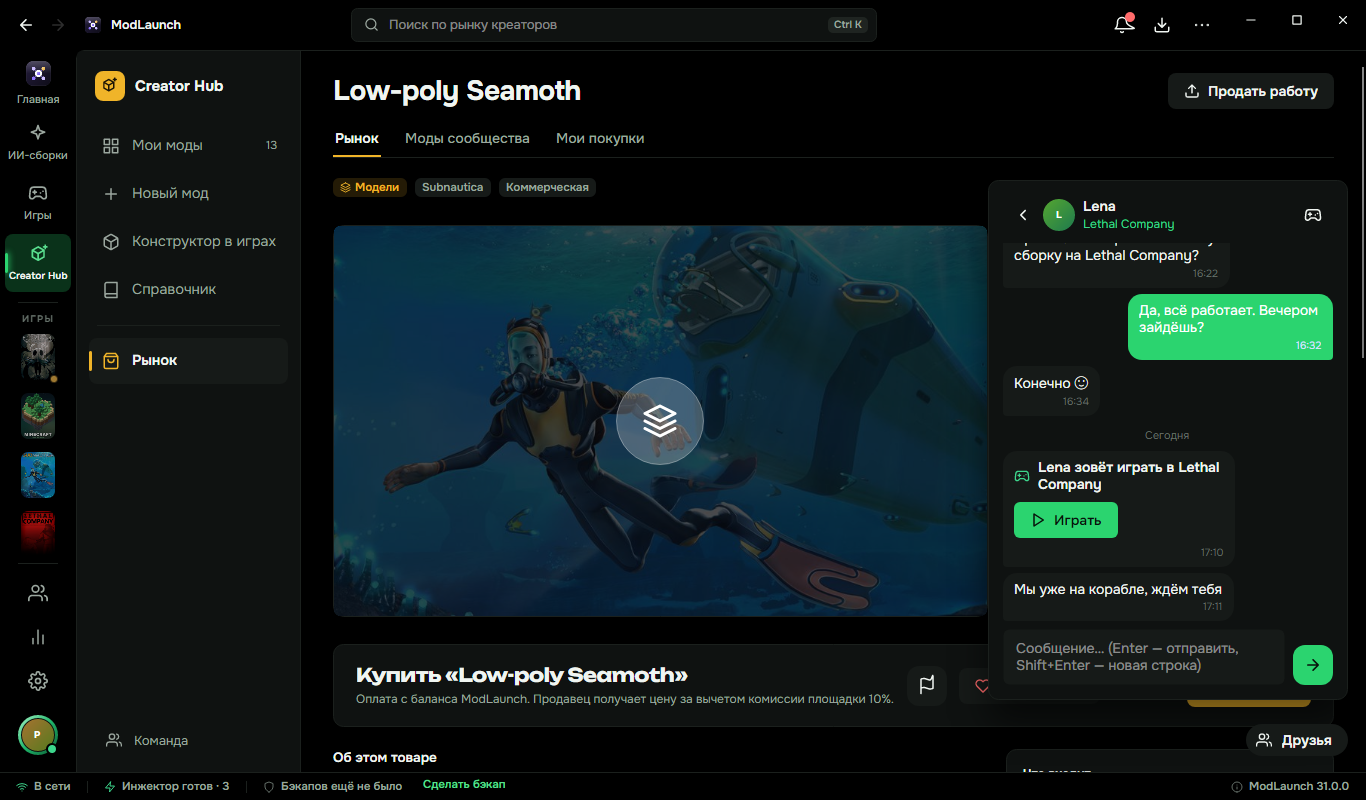 ModLaunch
Поиск по рынку креаторов
Ctrl K
Главная
ИИ-сборки
Игры
Creator Hub
ИГРЫ
MINECRAFT
LETHAL
COMPANY
P
Creator Hub
Мои моды 13
Новый мод
Конструктор в играх
Справочник
Рынок
Команда
Low-poly Seamoth
Продать работу
Рынок Моды сообщества Мои покупки
Модели Subnautica Коммерческая
Купить «Low-poly Seamoth»
Оплата с баланса ModLaunch. Продавец получает цену за вычетом комиссии площадки 10%.
Об этом товаре
L
Lena
Lethal Company
сборку на Lethal Company?
16:22
Да, всё работает. Вечером
зайдёшь?
16:32
Конечно
16:34
Сегодня
Lena зовёт играть в Lethal
Company
Играть
17:10
Мы уже на корабле, ждём тебя
17:11
Сообщение... (Enter — отправить,
Shift+Enter — новая строка)
Друзья
В сети
Инжектор готов · 3
Бэкапов ещё не было
Сделать бэкап
ModLaunch 31.0.0